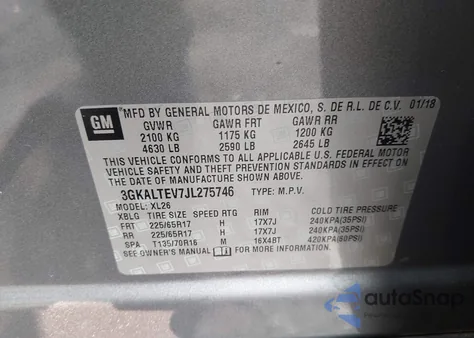 GM
MFD BY GENERAL MOTORS DE MEXICO, S. DE R.L. DE C.V. 01/18
GVWR GAWR FRT GAWR RR
2100 KG 1175 KG 1200 KG
4630 LB 2590 LB 2645 LB
THIS VEHICLE CONFORMS TO ALL APPLICABLE U.S. FEDERAL MOTOR
VEHICLE SAFETY, BUMPER, AND THEFT PREVENTION STANDARDS
IN EFFECT ON THE DATE OF MANUFACTURE SHOWN ABOVE.
3GKALTEV7JL275746 TYPE: M.P.V.
MODEL: XL26
XBLG TIRE SIZE SPEED RTG RIM COLD TIRE PRESSURE
FRT 225/65R17 H 17X7J 240KPA(35PSI)
RR 225/65R17 H 17X7J 240KPA(35PSI)
SPA T135/70R16 M 16X4BT 420KPA(60PSI)
SEE OWNER'S MANUAL FOR MORE INFORMATION
autoSnap